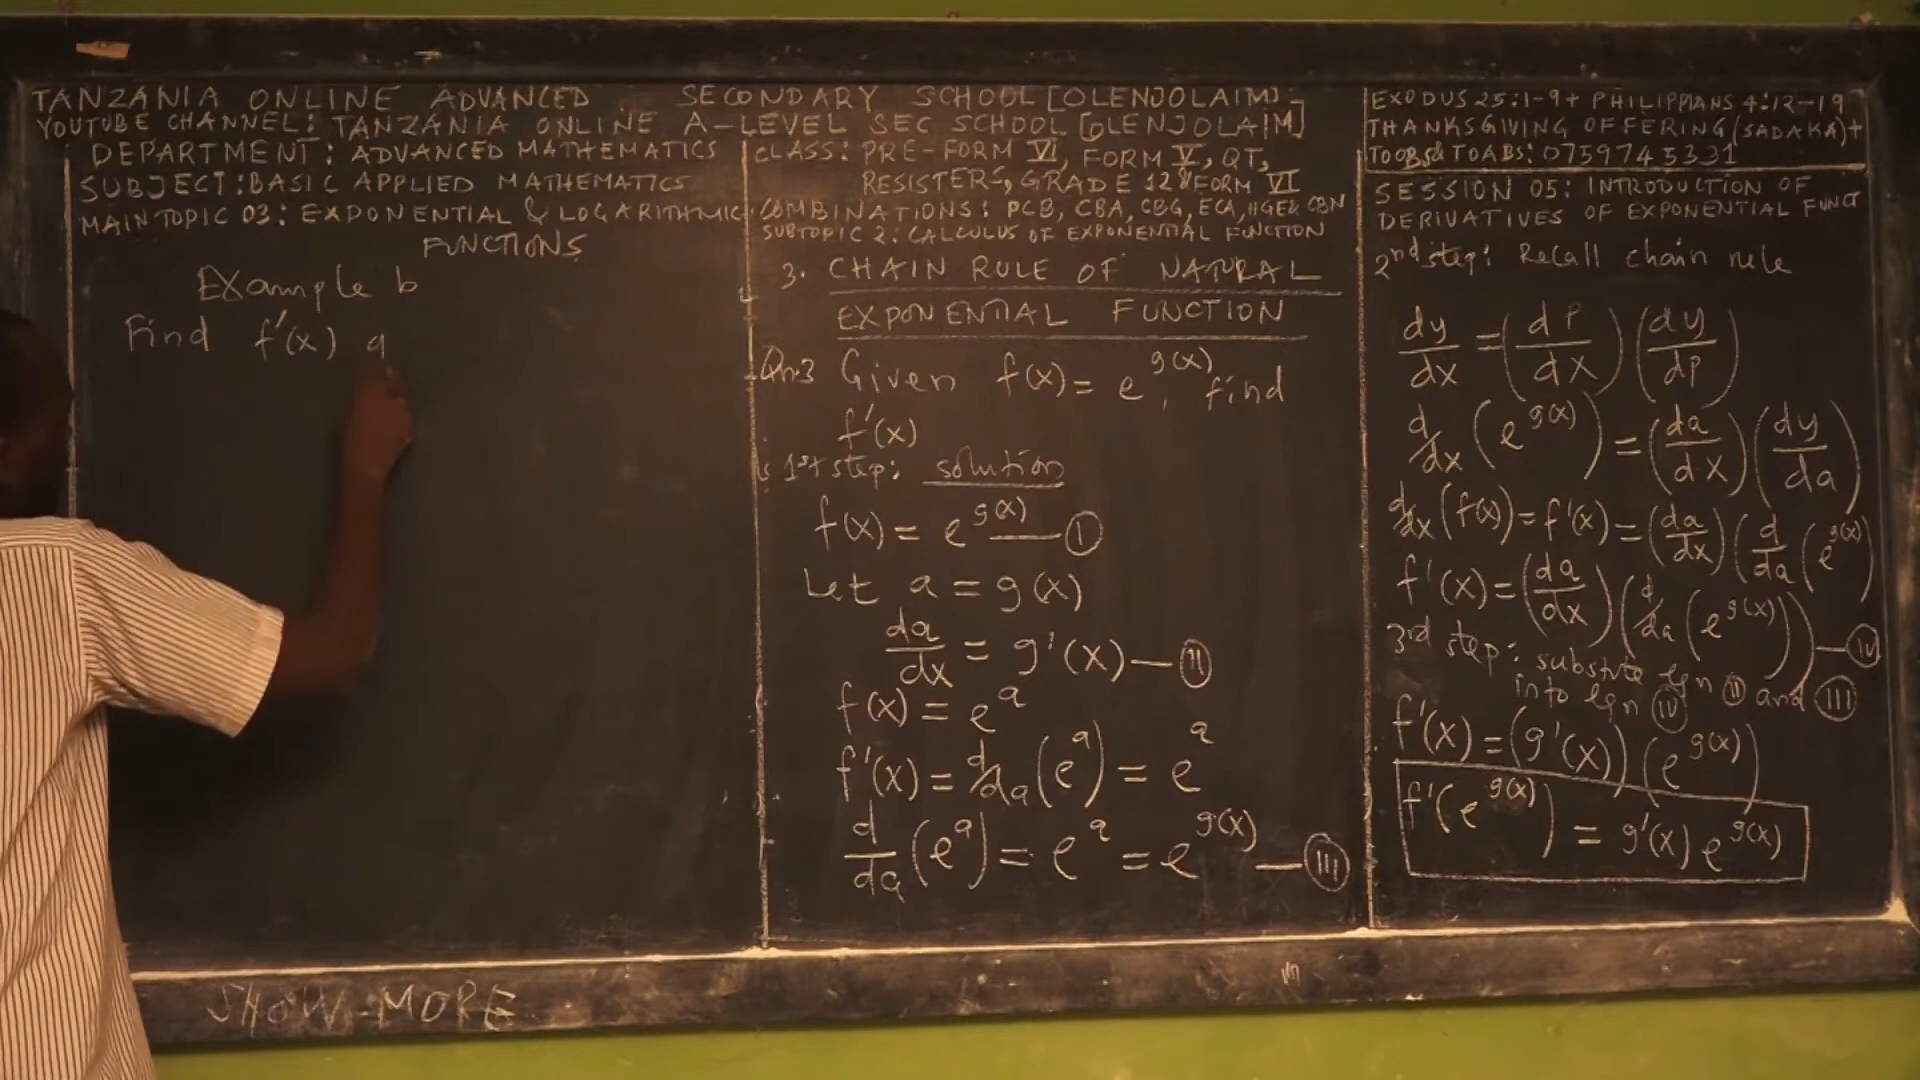 TANZANIA ONLINE ADVANCED SECONDARY SCHOOL [OLENJOLAIM]
YOUTUBE CHANNEL: TANZANIA ONLINE A-LEVEL SEC SCHOOL [OLENJOLAIM]
DEPARTMENT: ADVANCED MATHEMATICS
SUBJECT: BASIC APPLIED MATHEMATICS
MAIN TOPIC 03: EXPONENTIAL & LOGARITHMIC
FUNCTIONS
Example b
Find f'(x) g
SHOW MORE
CLASS: PRE-FORM VI, FORM V, QT,
RESISTERS, GRADE 12 & FORM VI
COMBINATIONS: PCB, CBA, CBG, ECA, HGE & CBN
SUBTOPIC 2: CALCULUS OF EXPONENTIAL FUNCTION
3. CHAIN RULE OF NATURAL
EXPONENTIAL FUNCTION
Qn.3 Given f(x) = e^g(x), find
f'(x)
1st step: solution
f(x) = e^g(x) — (I)
Let a = g(x)
da/dx = g'(x) — (II)
f(x) = e^a
f'(x) = d/da (e^a) = e^a
d/da (e^a) = e^a = e^g(x) — (III)
EXODUS 25:1-9 + PHILIPPIANS 4:12-19
THANKSGIVING OFFERING (SADAKA) +
TOOBS & TOABS: 0759745331
SESSION 05: INTRODUCTION OF
DERIVATIVES OF EXPONENTIAL FUNCT
2nd step: Recall chain rule
dy/dx = (dp/dx) (dy/dp)
d/dx (e^g(x)) = (da/dx) (dy/da)
d/dx (f(x)) = f'(x) = (da/dx) (d/da (e^g(x))
f'(x) = (da/dx) (d/da (e^g(x))) — (IV)
3rd step: substute eqn (II) and (III)
into eqn (IV)
f'(x) = (g'(x)) (e^g(x))
f'(e^g(x)) = g'(x) e^g(x)